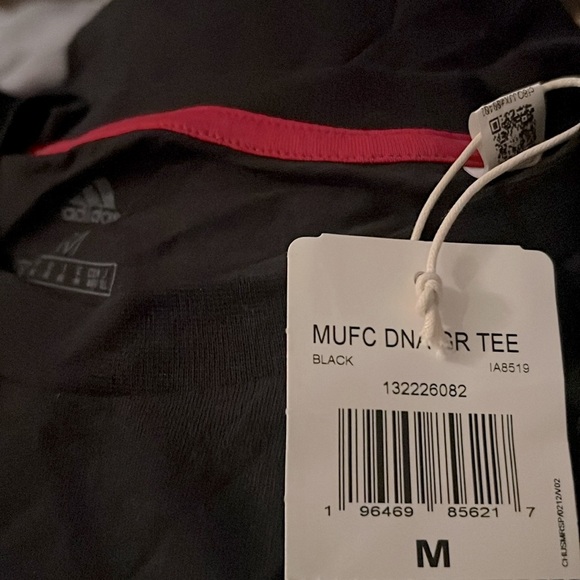 adidas
M
MUFC DNA GR TEE
BLACK
IA8519
132226082
1 96469 85621 7
M